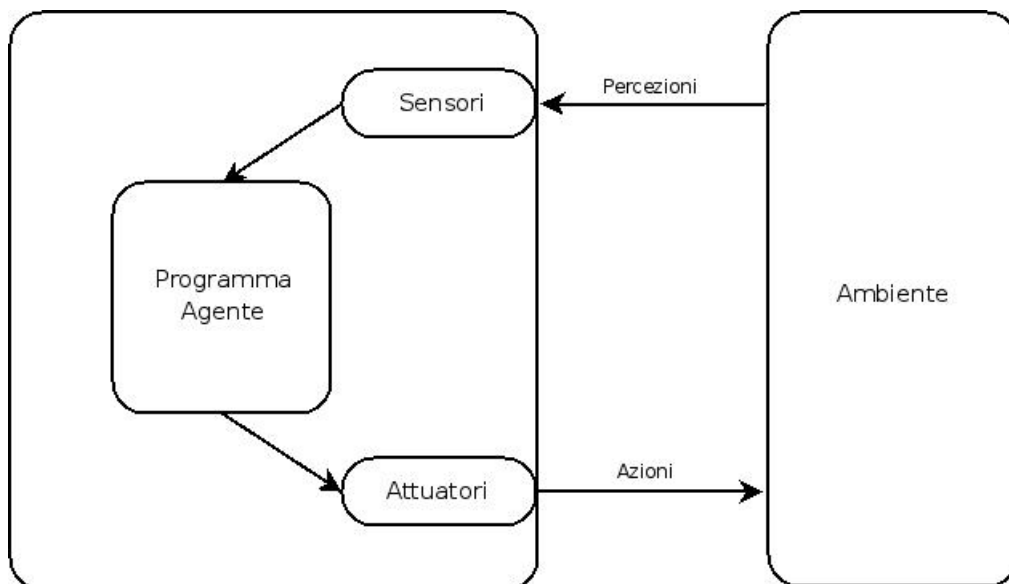 Percezioni
Sensori
Programma
Agente
Ambiente
Azioni
Attuatori